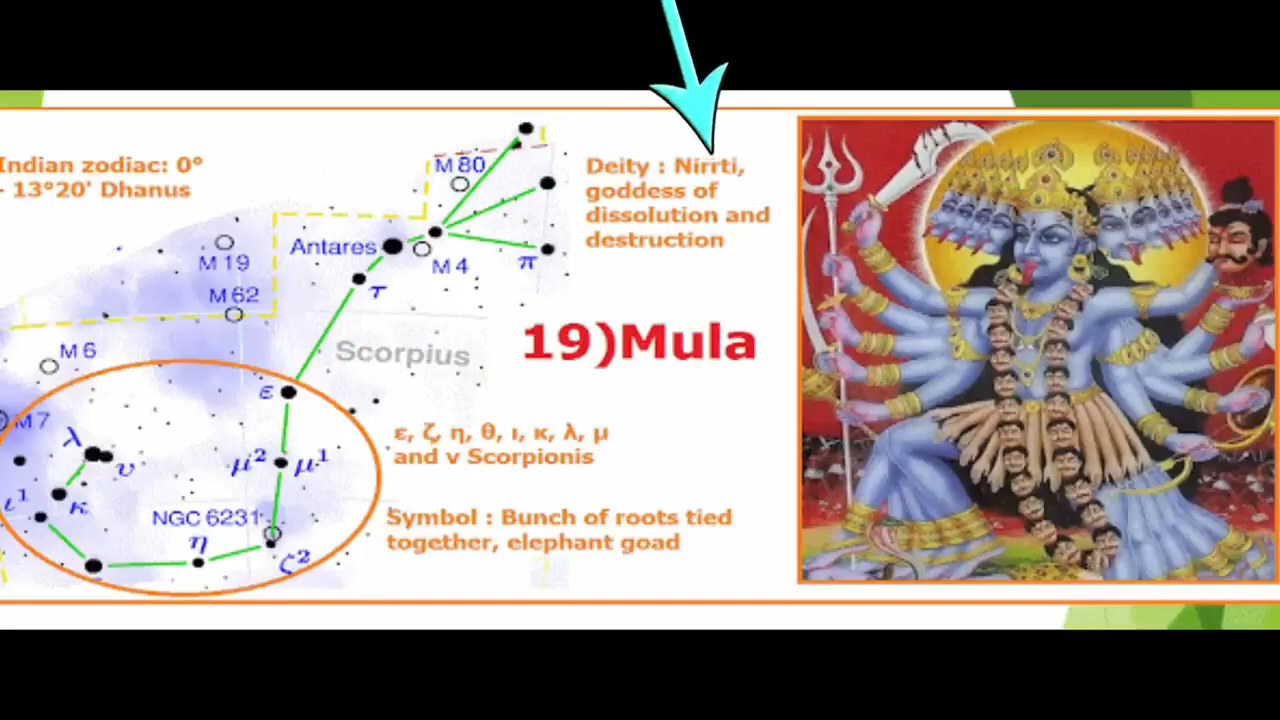 Indian zodiac: 0°
- 13°20' Dhanus
M 80
Deity : Nirrti,
goddess of
dissolution and
destruction
Antares
M 19
M 4
π
M 62
τ
19)Mula
M 6
Scorpius
ε
M 7
ε, ζ, η, θ, ι, κ, λ, μ
and ν Scorpionis
λ
υ
μ² μ¹
ι¹
κ
NGC 6231
Symbol : Bunch of roots tied
together, elephant goad
η
ζ²